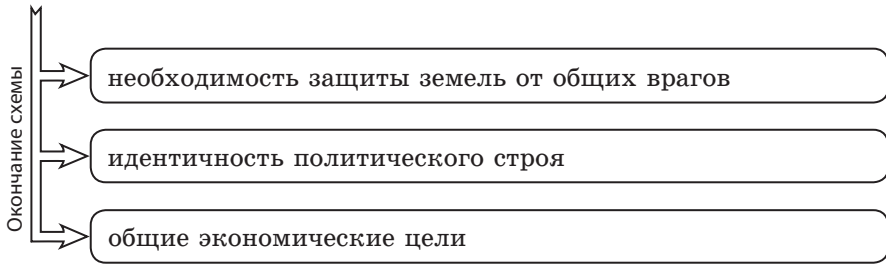 Окончание схемы
необходимость защиты земель от общих врагов
идентичность политического строя
общие экономические цели